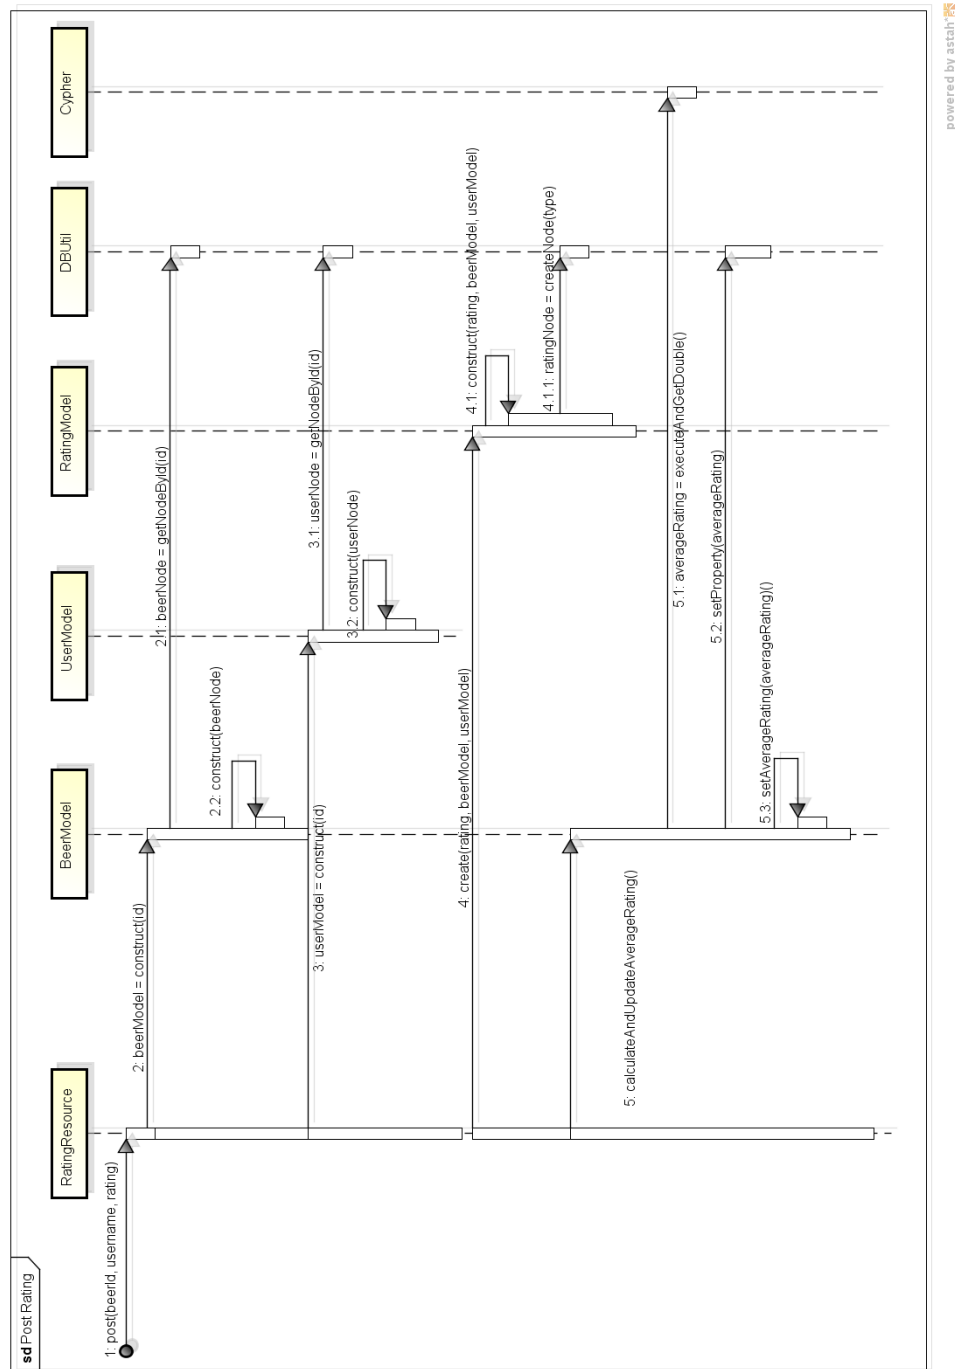 sd Post Rating
RatingResource
BeerModel
UserModel
RatingModel
DBUtil
Cypher
1: post(beerId, username, rating)
2: beerModel = construct(id)
2.1: beerNode = getNodeById(id)
2.2: construct(beerNode)
3: userModel = construct(id)
3.1: userNode = getNodeById(id)
3.2: construct(userNode)
4: create(rating, beerModel, userModel)
4.1: construct(rating, beerModel, userModel)
4.1.1: ratingNode = createNode(type)
5: calculateAndUpdateAverageRating()
5.1: averageRating = executeAndGetDouble()
5.2: setProperty(averageRating)
5.3: setAverageRating(averageRating)()
powered by astah*